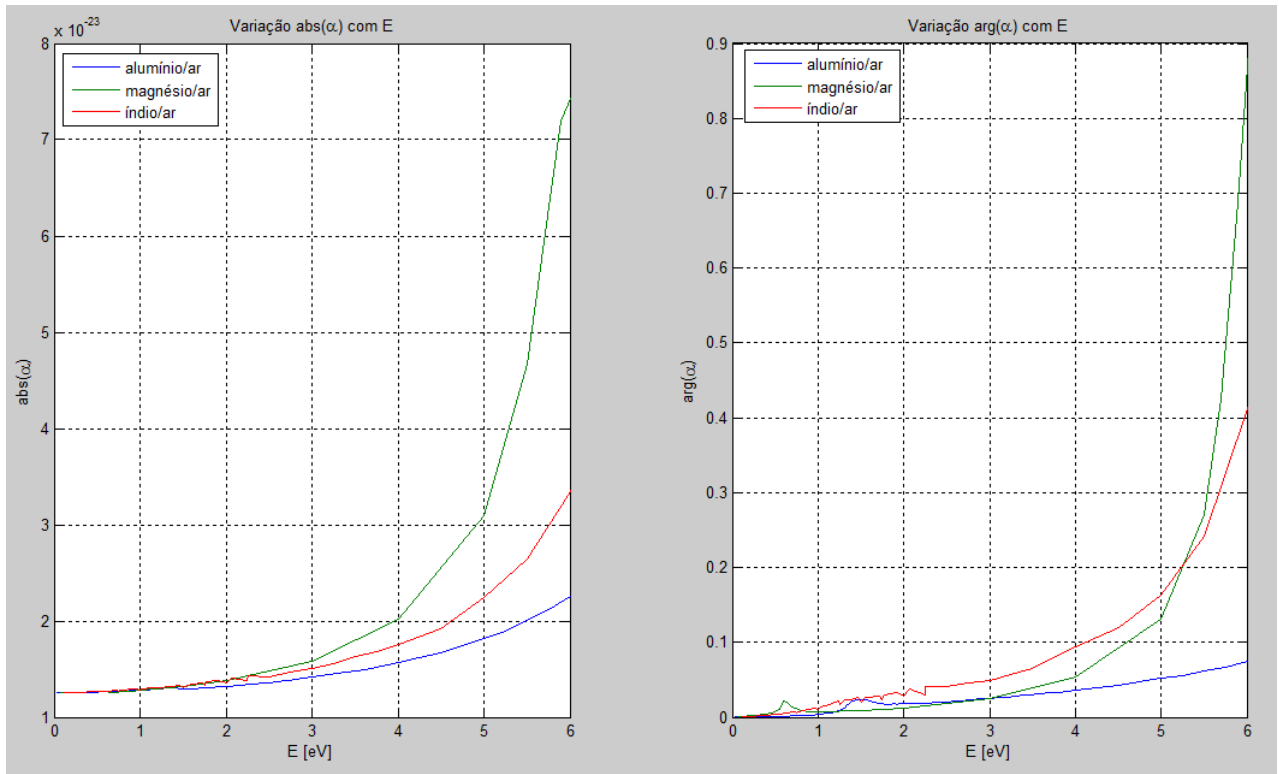 Variação abs(α) com E
x 10^-23
8
7
6
5
4
3
2
1
abs(α)
alumínio/ar
magnésio/ar
índio/ar
0 1 2 3 4 5 6
E [eV]
Variação arg(α) com E
0.9
0.8
0.7
0.6
0.5
0.4
0.3
0.2
0.1
0
arg(α)
alumínio/ar
magnésio/ar
índio/ar
0 1 2 3 4 5 6
E [eV]